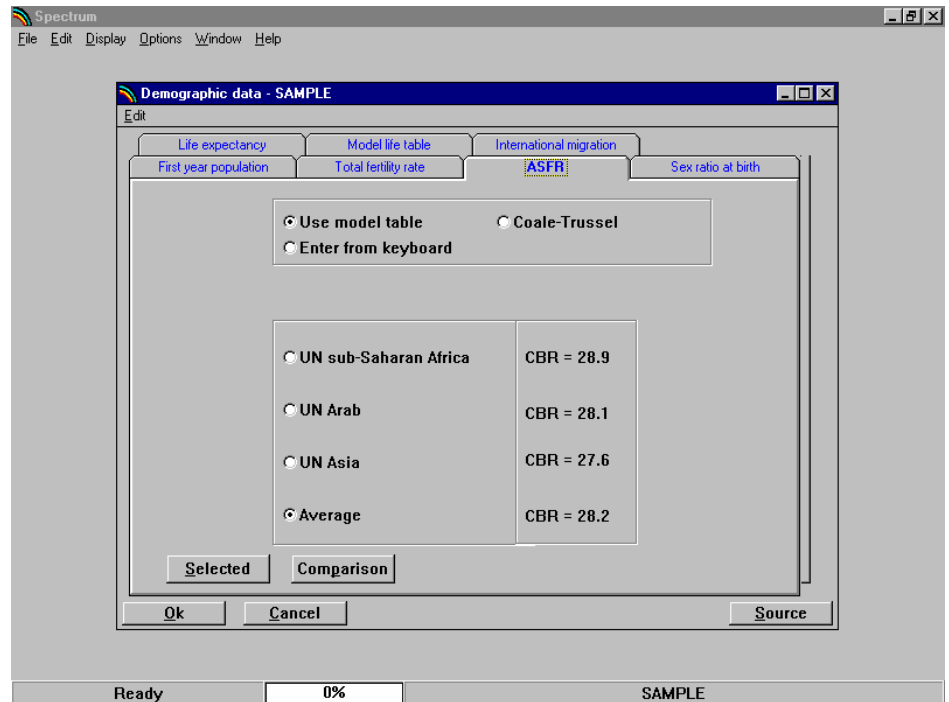 Spectrum
File Edit Display Options Window Help
Demographic data - SAMPLE
Edit
Life expectancy Model life table International migration
First year population Total fertility rate ASFR Sex ratio at birth
Use model table Coale-Trussel
Enter from keyboard
UN sub-Saharan Africa CBR = 28.9
UN Arab CBR = 28.1
UN Asia CBR = 27.6
Average CBR = 28.2
Selected Comparison
Ok Cancel Source
Ready 0% SAMPLE